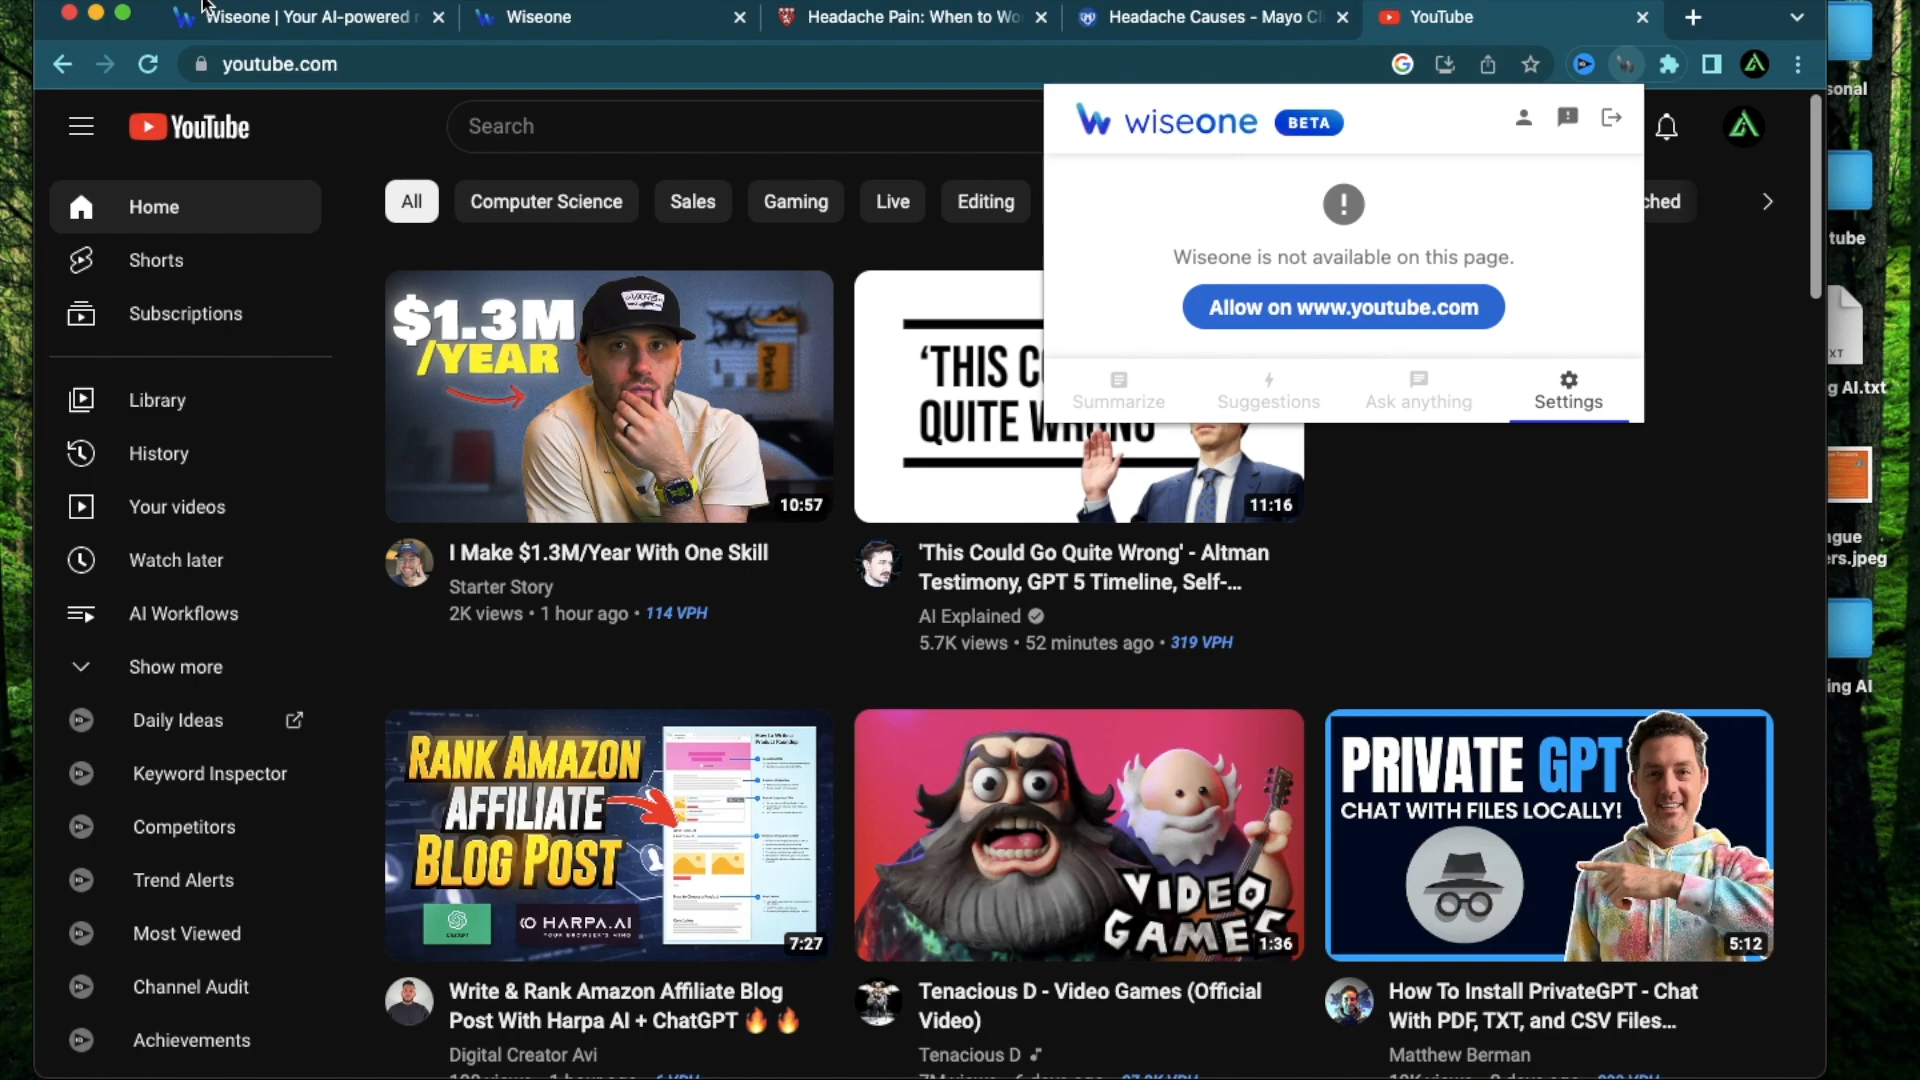 Wiseone | Your AI-powered r
Wiseone
Headache Pain: When to Wo
Headache Causes - Mayo Cl
YouTube
youtube.com
YouTube
Search
wiseone BETA
Wiseone is not available on this page.
Allow on www.youtube.com
Summarize
Suggestions
Ask anything
Settings
All
Computer Science
Sales
Gaming
Live
Editing
ched
Home
Shorts
Subscriptions
Library
History
Your videos
Watch later
AI Workflows
Show more
Daily Ideas
Keyword Inspector
Competitors
Trend Alerts
Most Viewed
Channel Audit
Achievements
$1.3M
/YEAR
VANS
10:57
I Make $1.3M/Year With One Skill
Starter Story
2K views • 1 hour ago • 114 VPH
'THIS CO
QUITE WRONG'
11:16
'This Could Go Quite Wrong' - Altman
Testimony, GPT 5 Timeline, Self-...
AI Explained
5.7K views • 52 minutes ago • 319 VPH
RANK AMAZON
AFFILIATE
BLOG POST
HARPA.AI
7:27
Write & Rank Amazon Affiliate Blog
Post With Harpa AI + ChatGPT 🔥 🔥
Digital Creator Avi
VIDEO
GAMES
1:36
Tenacious D - Video Games (Official
Video)
Tenacious D
PRIVATE GPT
CHAT WITH FILES LOCALLY!
5:12
How To Install PrivateGPT - Chat
With PDF, TXT, and CSV Files...
Matthew Berman
sonal
tube
XT
g AI.txt
ngue
ers.jpeg
ing AI